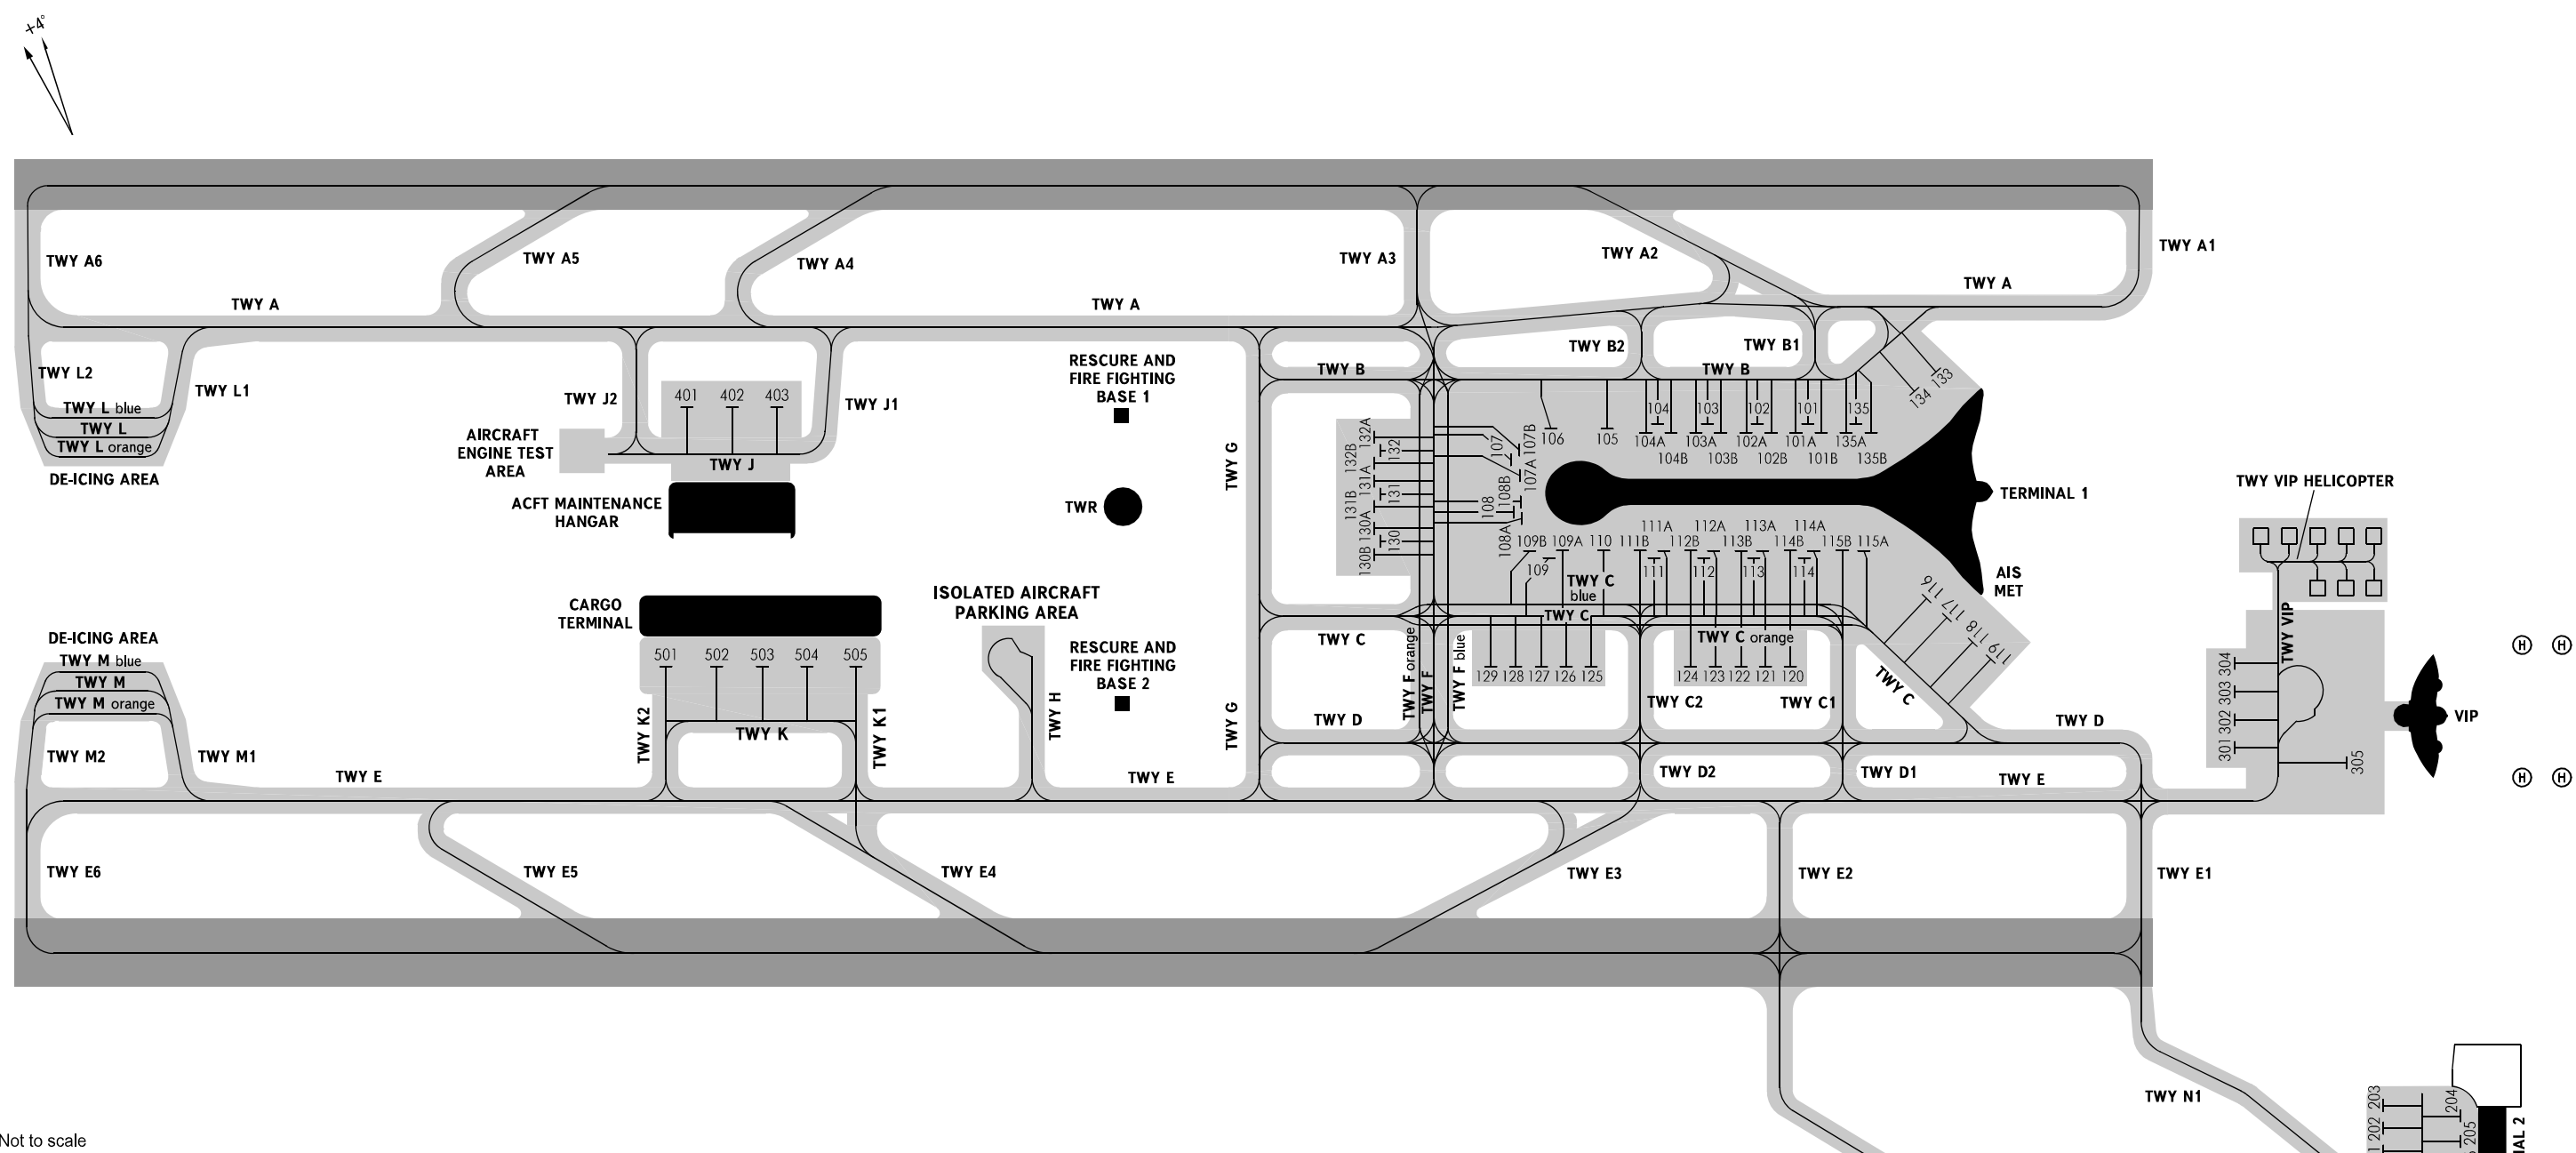 +4°
TWY A6
TWY A5
TWY A4
TWY A3
TWY A2
TWY A1
TWY A
TWY A
TWY A
TWY L2
TWY L1
TWY L blue
TWY L
TWY L orange
DE-ICING AREA
TWY J2
401
402
403
TWY J1
TWY J
AIRCRAFT
ENGINE TEST
AREA
ACFT MAINTENANCE
HANGAR
RESCURE AND
FIRE FIGHTING
BASE 1
TWR
TWY G
TWY B
TWY B2
TWY B1
TWY B
132A
132B
132
131A
131
131B
130A
130
130B
107
107B
107A
108
108B
108A
106
105
104
104A
104B
103
103A
103B
102
102A
102B
101
101A
101B
135
135A
135B
134
133
TERMINAL 1
AIS
MET
109B
109A
109
110
111A
111B
111
112A
112B
112
113A
113B
113
114A
114B
114
115B
115A
116
117
118
119
TWY C
blue
TWY C
TWY C orange
TWY C
TWY C
129
128
127
126
125
124
123
122
121
120
TWY F orange
TWY F
TWY F blue
TWY C2
TWY C1
TWY D
TWY D
TWY D2
TWY D1
TWY G
TWY VIP HELICOPTER
TWY VIP
304
303
302
301
305
VIP
H
H
H
H
CARGO
TERMINAL
ISOLATED AIRCRAFT
PARKING AREA
RESCURE AND
FIRE FIGHTING
BASE 2
DE-ICING AREA
TWY M blue
TWY M
TWY M orange
TWY M2
TWY M1
501
502
503
504
505
TWY K2
TWY K
TWY K1
TWY H
TWY E
TWY E
TWY E
TWY E6
TWY E5
TWY E4
TWY E3
TWY E2
TWY E1
TWY N1
203
202
204
205
Not to scale